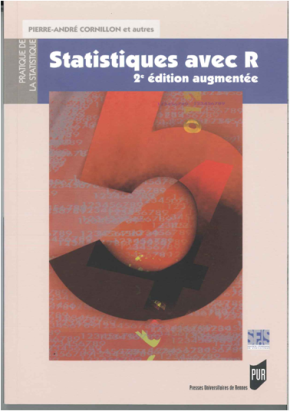 PIERRE-ANDRÉ CORNILLON et autres
PRATIQUE DE
LA STATISTIQUE
Statistiques avec R
2e édition augmentée
5
PUR
Presses Universitaires de Rennes